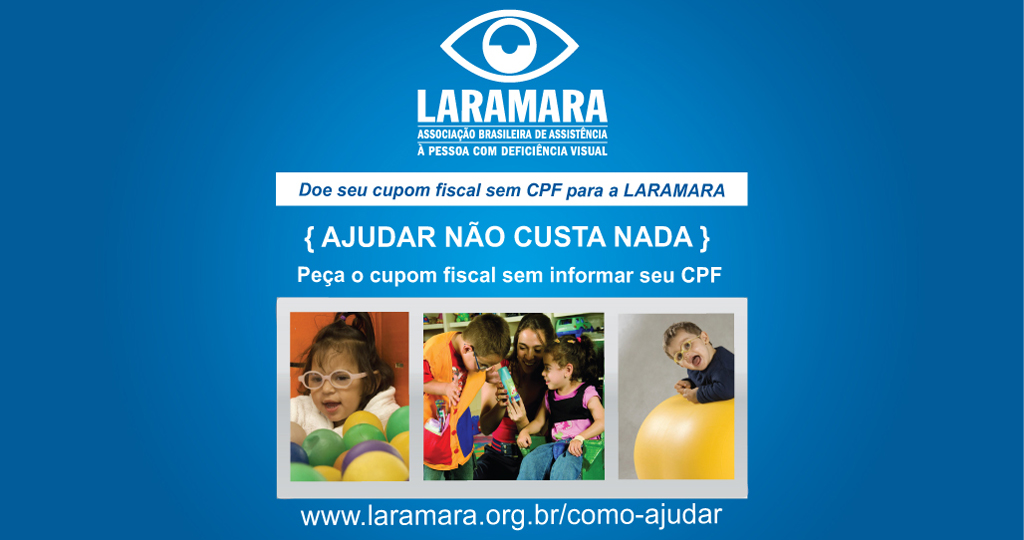 LARAMARA
ASSOCIAÇÃO BRASILEIRA DE ASSISTÊNCIA
À PESSOA COM DEFICIÊNCIA VISUAL
Doe seu cupom fiscal sem CPF para a LARAMARA
{ AJUDAR NÃO CUSTA NADA }
Peça o cupom fiscal sem informar seu CPF
www.laramara.org.br/como-ajudar